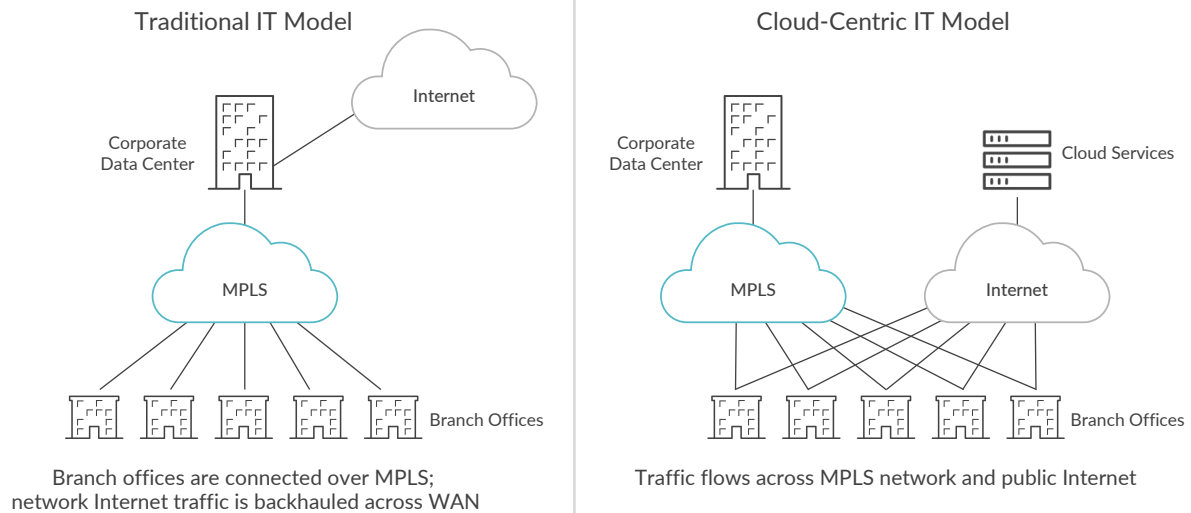 Traditional IT Model
Internet
Corporate
Data Center
MPLS
Branch Offices
Branch offices are connected over MPLS;
network Internet traffic is backhauled across WAN
Cloud-Centric IT Model
Corporate
Data Center
Cloud Services
MPLS
Internet
Branch Offices
Traffic flows across MPLS network and public Internet